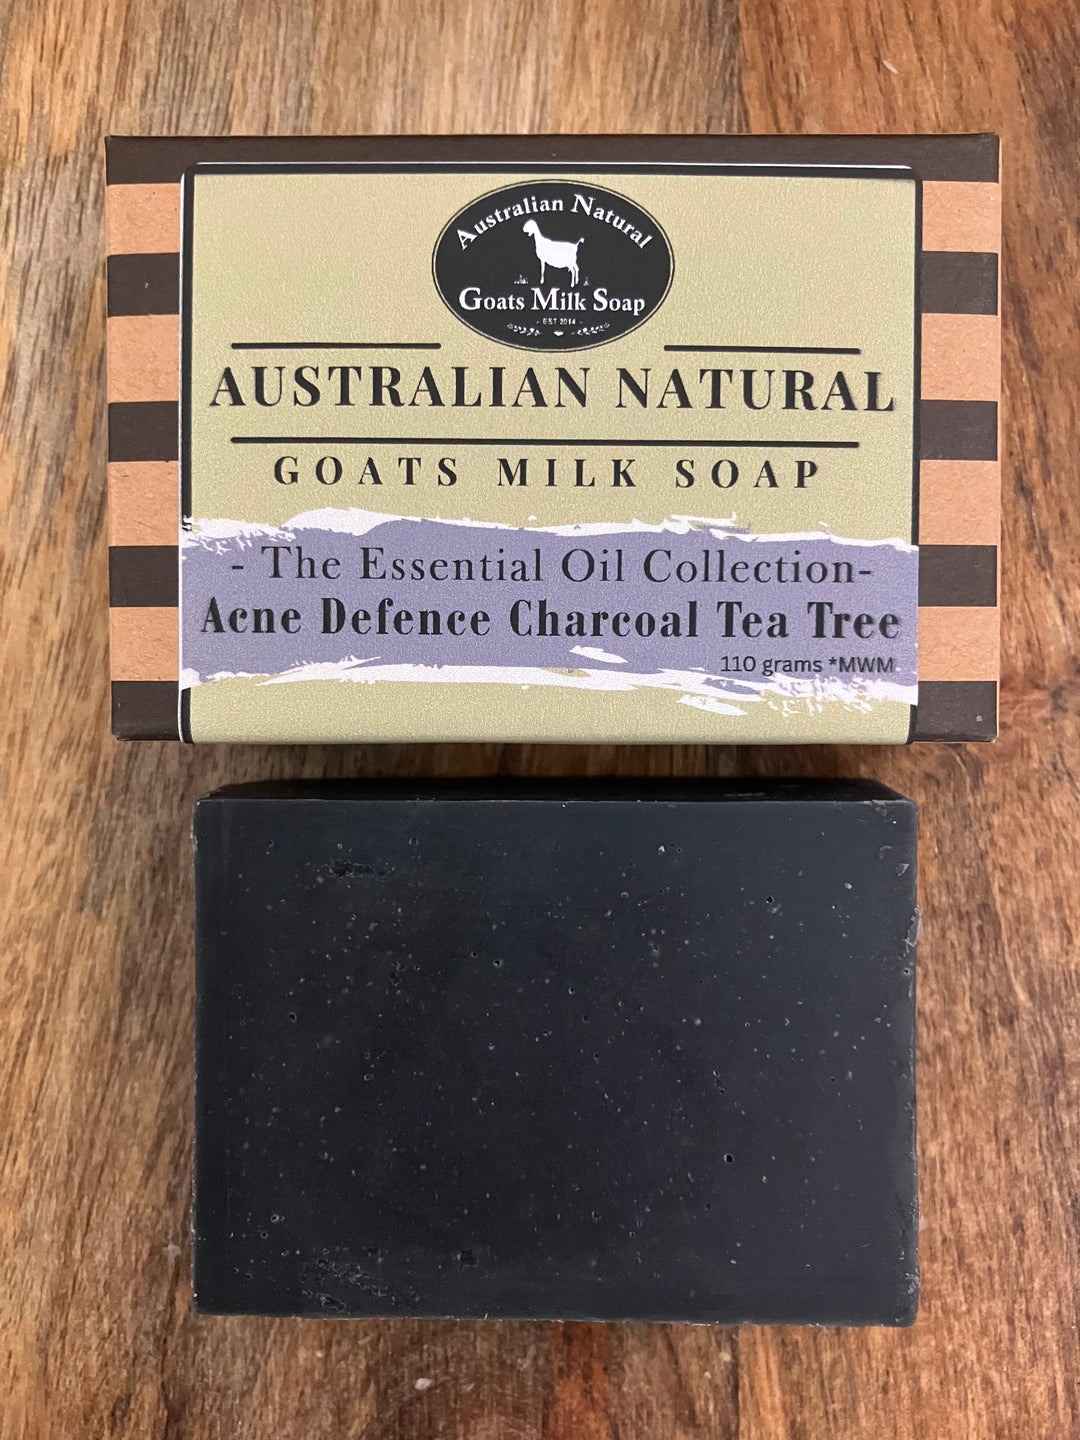 Australian Natural
Goats Milk Soap
- EST 2014 -
AUSTRALIAN NATURAL
GOATS MILK SOAP
- The Essential Oil Collection-
Acne Defence Charcoal Tea Tree
110 grams *MWM